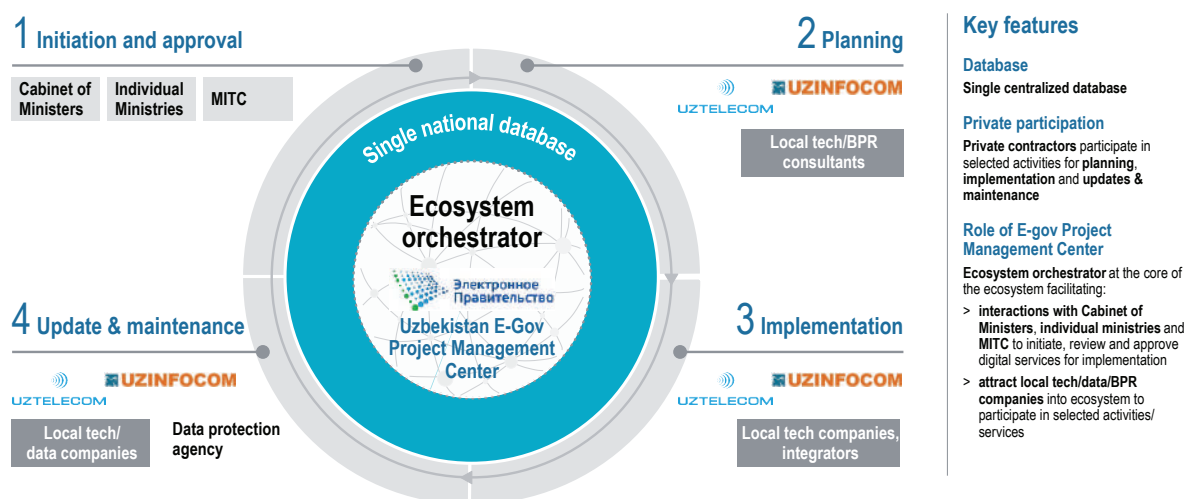 1 Initiation and approval
Cabinet of
Ministers
Individual
Ministries
MITC
2 Planning
UZTELECOM
UZINFOCOM
Local tech/BPR
consultants
Single national database
Ecosystem
orchestrator
Электронное
Правительство
Uzbekistan E-Gov
Project Management
Center
4 Update & maintenance
UZTELECOM
UZINFOCOM
Local tech/
data companies
Data protection
agency
3 Implementation
UZTELECOM
UZINFOCOM
Local tech companies,
integrators
Key features
Database
Single centralized database
Private participation
Private contractors participate in
selected activities for planning,
implementation and updates &
maintenance
Role of E-gov Project
Management Center
Ecosystem orchestrator at the core of
the ecosystem facilitating:
> interactions with Cabinet of
Ministers, individual ministries and
MITC to initiate, review and approve
digital services for implementation
> attract local tech/data/BPR
companies into ecosystem to
participate in selected activities/
services